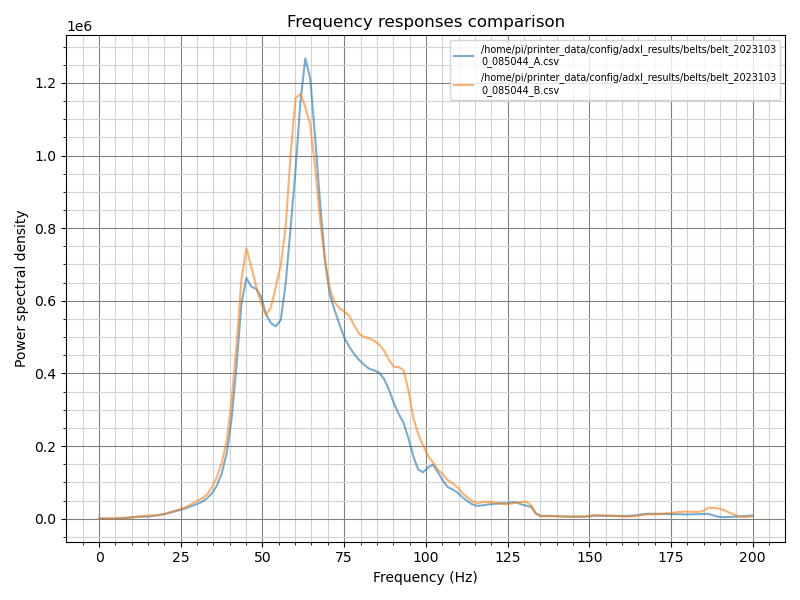 Frequency responses comparison
1e6
/home/pi/printer_data/config/adxl_results/belts/belt_2023103
0_085044_A.csv
/home/pi/printer_data/config/adxl_results/belts/belt_2023103
0_085044_B.csv
1.2
1.0
0.8
0.6
0.4
0.2
0.0
Power spectral density
0 25 50 75 100 125 150 175 200
Frequency (Hz)